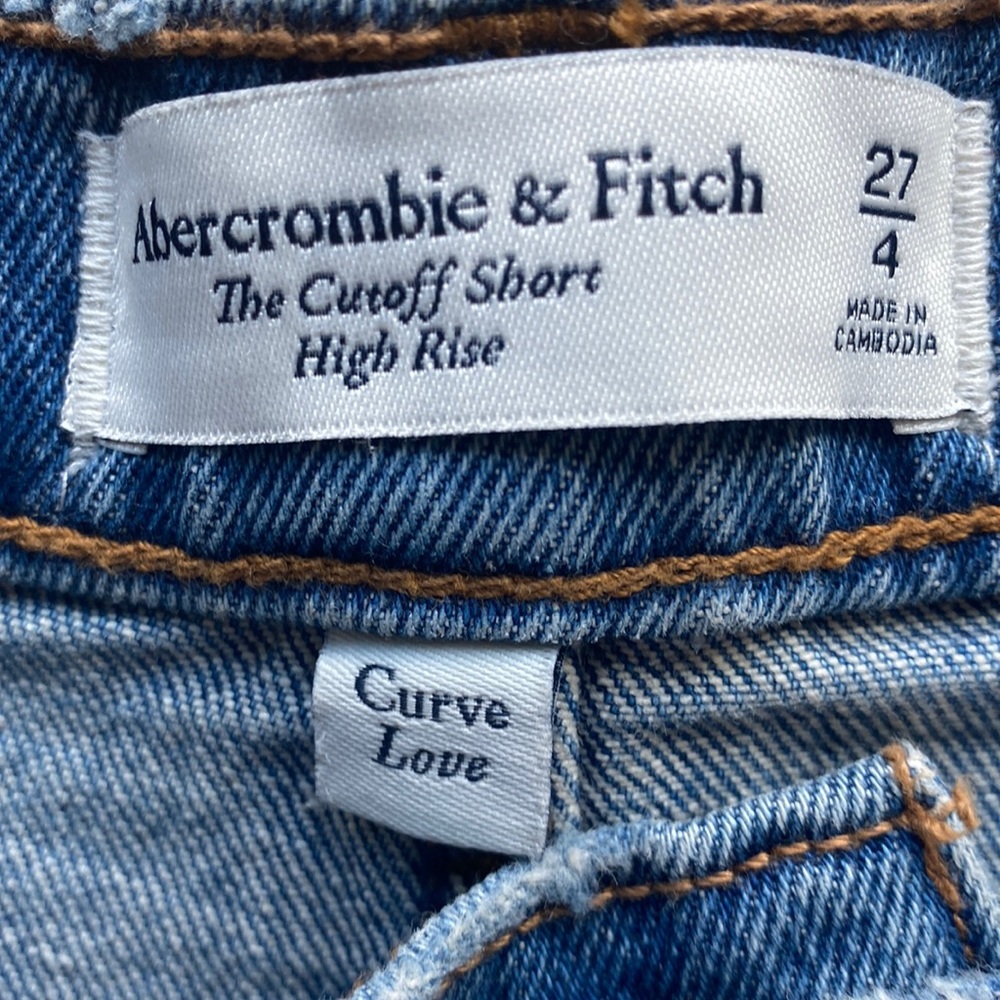 Abercrombie & Fitch
The Cutoff Short
High Rise
27
4
MADE IN
CAMBODIA
Curve
Love